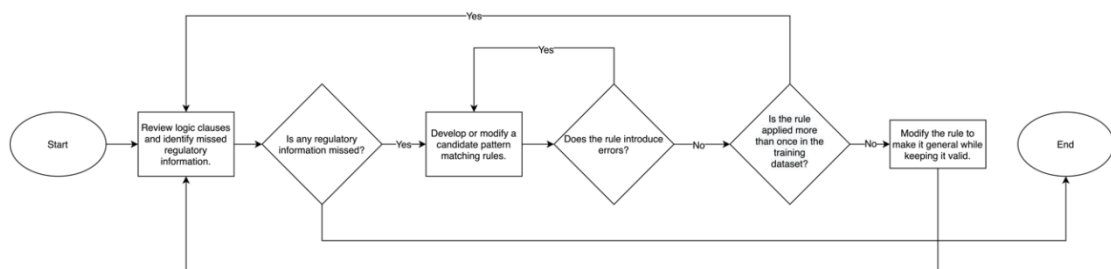 Yes
Yes
Start
Review logic clauses
and identify missed
regulatory
information.
Is any regulatory
information missed?
Yes
Develop or modify a
candidate pattern
matching rules.
Does the rule introduce
errors?
No
Is the rule
applied more
than once in the
training
dataset?
No
Modify the rule to
make it general while
keeping it valid.
End